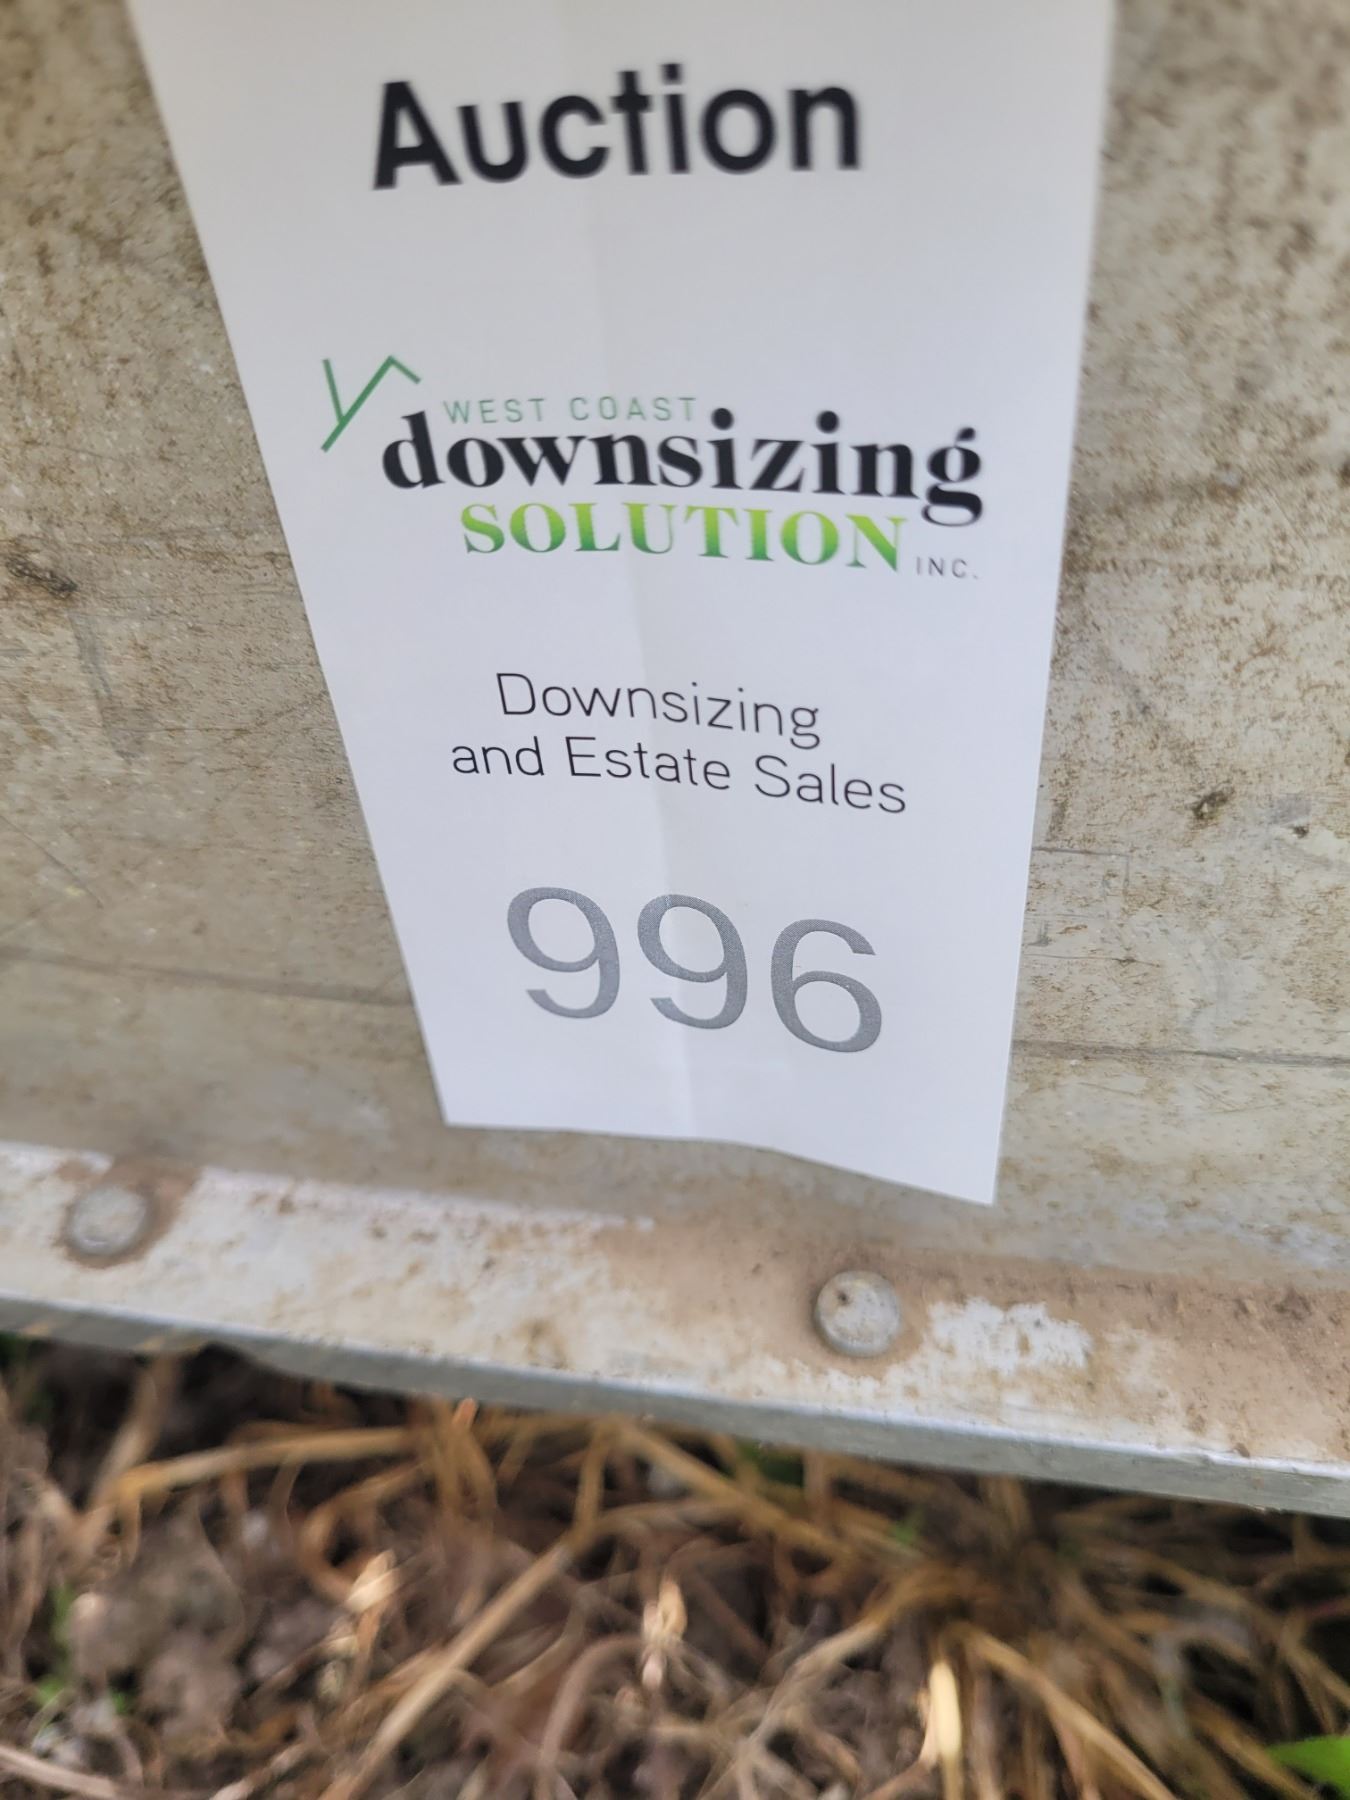 Auction
WEST COAST
downsizing
SOLUTION INC.
Downsizing
and Estate Sales
996